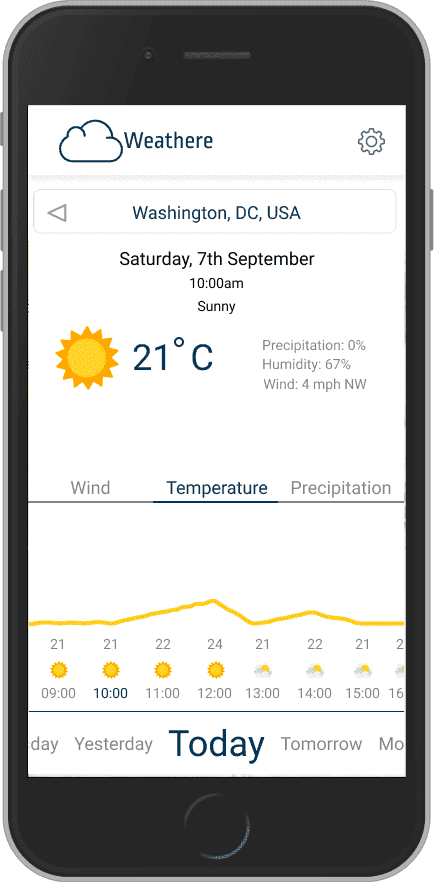 Weathere
Washington, DC, USA
Saturday, 7th September
10:00am
Sunny
21° C
Precipitation: 0%
Humidity: 67%
Wind: 4 mph NW
Wind Temperature Precipitation
21 21 22 24 21 22 21 2
09:00 10:00 11:00 12:00 13:00 14:00 15:00 16
day Yesterday Today Tomorrow Mo